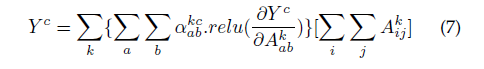 Y^c = \sum_k \{ \sum_a \sum_b \alpha_{ab}^{kc} . relu( \frac{\partial Y^c}{\partial A_{ab}^k} ) \} [ \sum_i \sum_j A_{ij}^k ] (7)